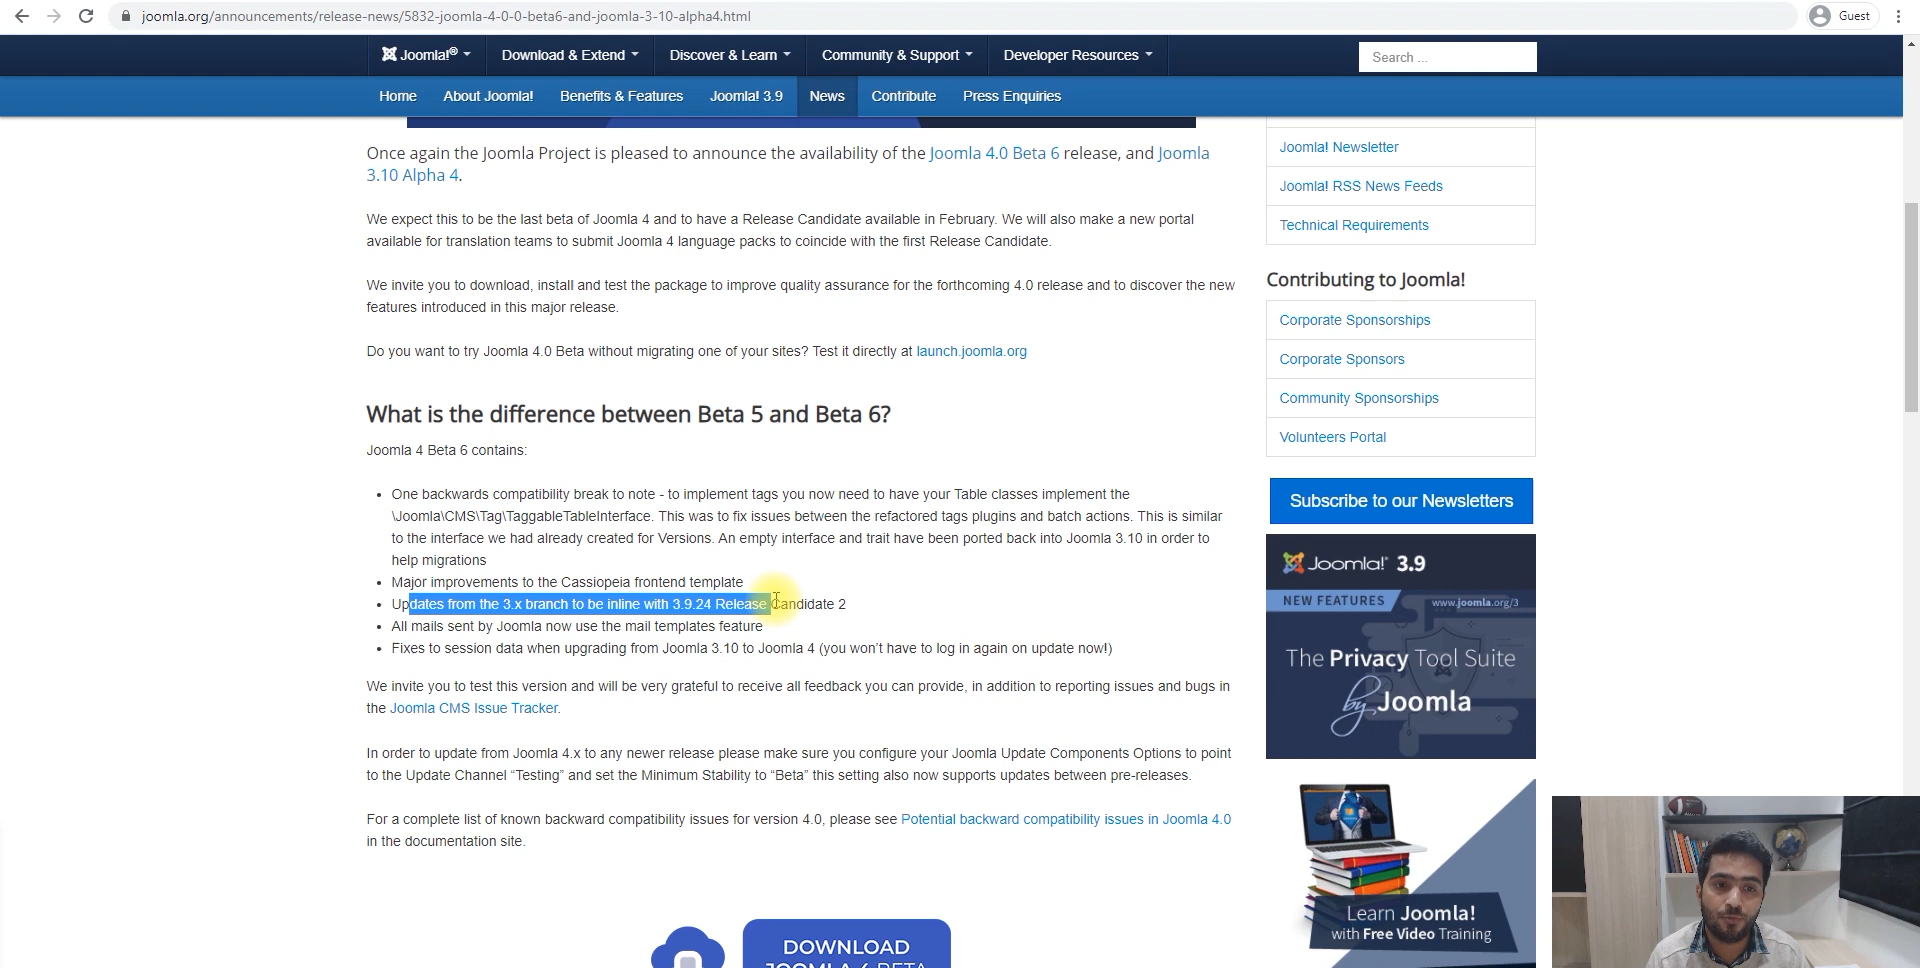 joomla.org/announcements/release-news/5832-joomla-4-0-0-beta6-and-joomla-3-10-alpha4.html
Guest
Joomla!®
Download & Extend
Discover & Learn
Community & Support
Developer Resources
Search ...
Home
About Joomla!
Benefits & Features
Joomla! 3.9
News
Contribute
Press Enquiries
Once again the Joomla Project is pleased to announce the availability of the Joomla 4.0 Beta 6 release, and Joomla
3.10 Alpha 4.
We expect this to be the last beta of Joomla 4 and to have a Release Candidate available in February. We will also make a new portal
available for translation teams to submit Joomla 4 language packs to coincide with the first Release Candidate.
We invite you to download, install and test the package to improve quality assurance for the forthcoming 4.0 release and to discover the new
features introduced in this major release.
Do you want to try Joomla 4.0 Beta without migrating one of your sites? Test it directly at launch.joomla.org
What is the difference between Beta 5 and Beta 6?
Joomla 4 Beta 6 contains:
• One backwards compatibility break to note - to implement tags you now need to have your Table classes implement the
\Joomla\CMS\Tag\TaggableTableInterface. This was to fix issues between the refactored tags plugins and batch actions. This is similar
to the interface we had already created for Versions. An empty interface and trait have been ported back into Joomla 3.10 in order to
help migrations
• Major improvements to the Cassiopeia frontend template
• Updates from the 3.x branch to be inline with 3.9.24 Release Candidate 2
• All mails sent by Joomla now use the mail templates feature
• Fixes to session data when upgrading from Joomla 3.10 to Joomla 4 (you won't have to log in again on update now!)
We invite you to test this version and will be very grateful to receive all feedback you can provide, in addition to reporting issues and bugs in
the Joomla CMS Issue Tracker.
In order to update from Joomla 4.x to any newer release please make sure you configure your Joomla Update Components Options to point
to the Update Channel “Testing” and set the Minimum Stability to “Beta” this setting also now supports updates between pre-releases.
For a complete list of known backward compatibility issues for version 4.0, please see Potential backward compatibility issues in Joomla 4.0
in the documentation site.
DOWNLOAD
JOOMLA 4 BETA
Joomla! Newsletter
Joomla! RSS News Feeds
Technical Requirements
Contributing to Joomla!
Corporate Sponsorships
Corporate Sponsors
Community Sponsorships
Volunteers Portal
Subscribe to our Newsletters
Joomla! 3.9
NEW FEATURES
www.joomla.org/3
The Privacy Tool Suite
by Joomla
Learn Joomla!
with Free Video Training